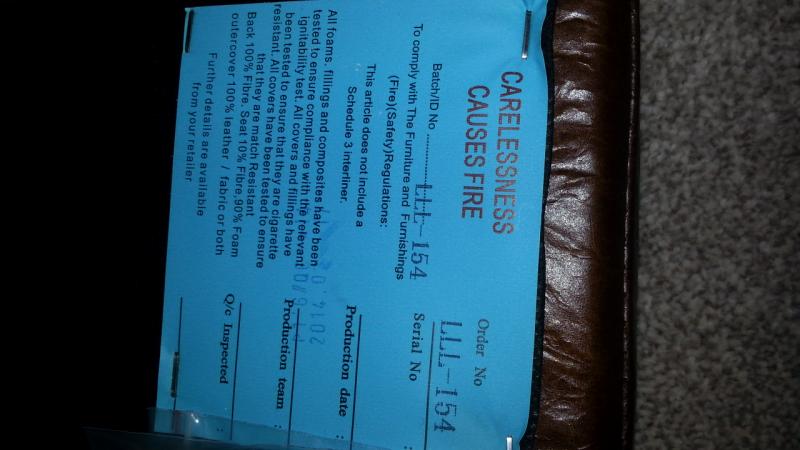 CARELESSNESS
CAUSES FIRE
Batch/ID No ............ LLL-154
To comply with The Furniture and Furnishings
(Fire)(Safety)Regulations:
This article does not include a
Schedule 3 interliner.
All foams. fillings and composites have been
tested to ensure compliance with the relevant
ignitability test. All covers and fillings have
been tested to ensure that they are cigarette
resistant. All covers have been tested to ensure
that they are match Resistant
Back 100% Fibre. Seat 10% Fibre,90% Foam
outercover 100% leather / fabric or both
Further details are available
from your retailer
Order No
LLL-154
Serial No :
Production date :
Production team :
Q/c Inspected :